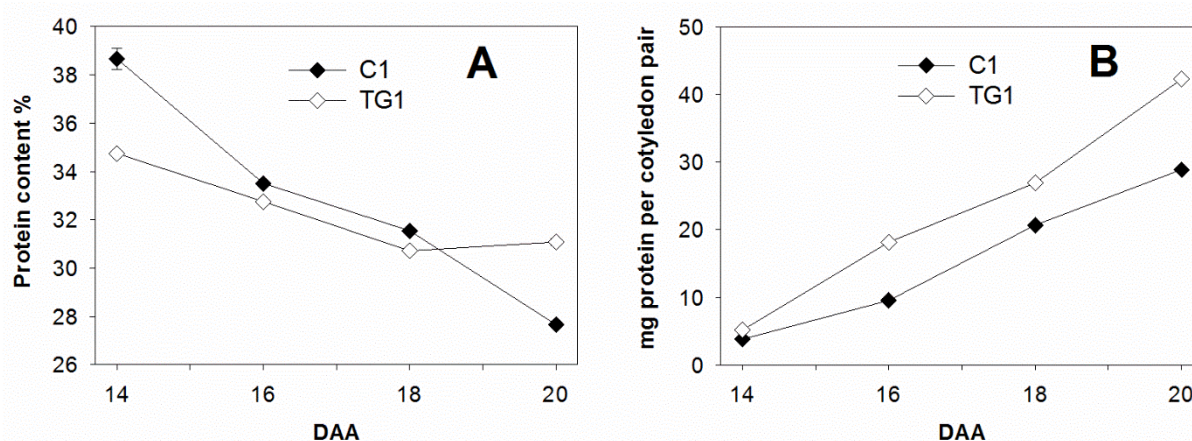 Protein content %
40
38
36
34
32
30
28
26
C1
TG1
A
14 16 18 20
DAA
mg protein per cotyledon pair
50
40
30
20
10
0
C1
TG1
B
14 16 18 20
DAA